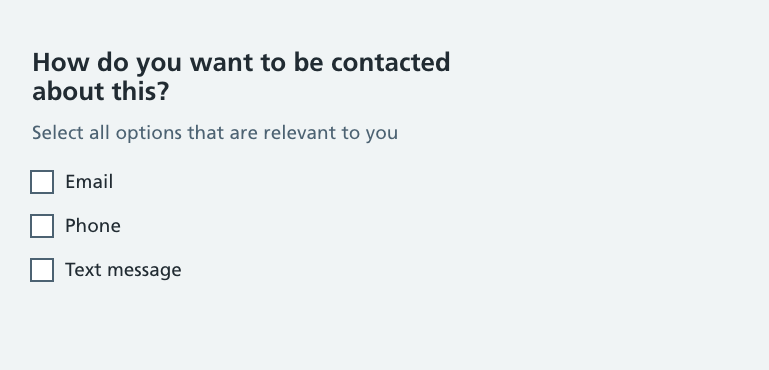 How do you want to be contacted
about this?
Select all options that are relevant to you
Email
Phone
Text message